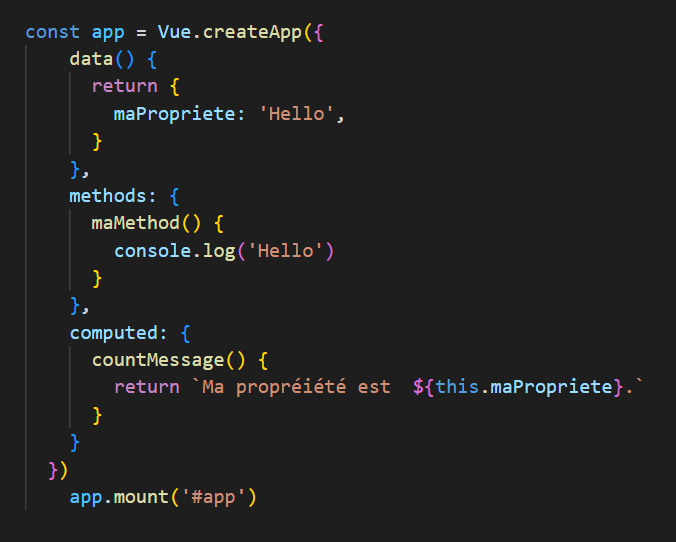 const app = Vue.createApp({
    data() {
      return {
        maPropriete: 'Hello',
      }
    },
    methods: {
      maMethod() {
        console.log('Hello')
      }
    },
    computed: {
      countMessage() {
        return `Ma propréiété est  ${this.maPropriete}.`
      }
    }
  })
    app.mount('#app')